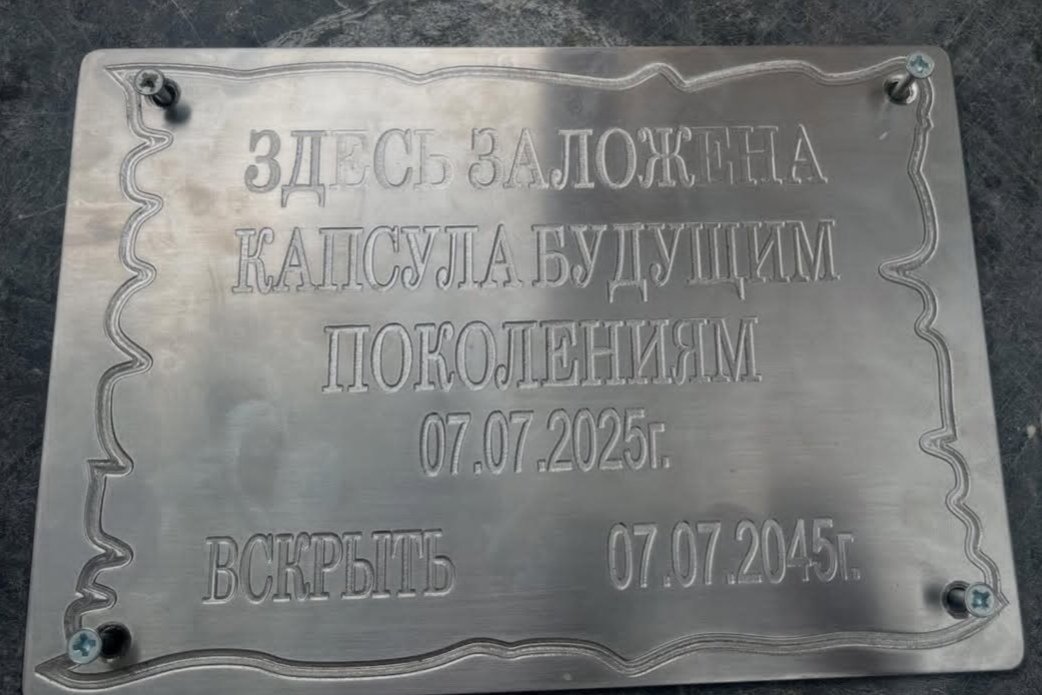 ЗДЕСЬ ЗАЛОЖЕНА
КАПСУЛА БУДУЩИМ
ПОКОЛЕНИЯМ
07.07.2025г.
ВСКРЫТЬ 07.07.2045г.